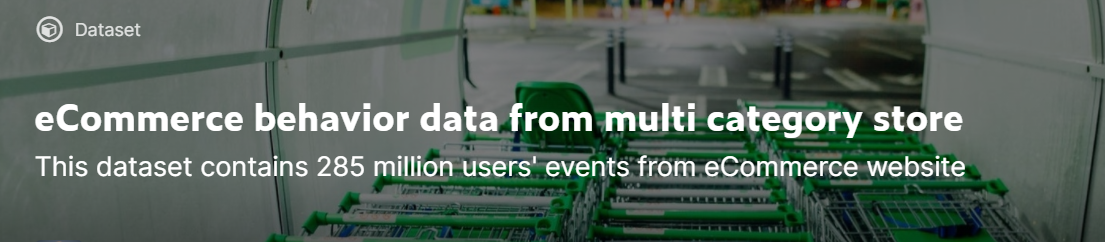 Dataset
eCommerce behavior data from multi category store
This dataset contains 285 million users' events from eCommerce website